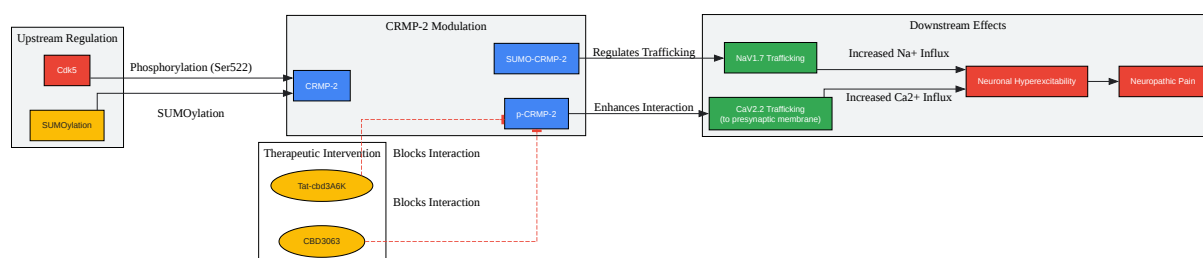 Upstream Regulation
Cdk5
SUMOylation
Phosphorylation (Ser522)
SUMOylation
CRMP-2 Modulation
CRMP-2
SUMO-CRMP-2
p-CRMP-2
Regulates Trafficking
Enhances Interaction
Downstream Effects
NaV1.7 Trafficking
CaV2.2 Trafficking
(to presynaptic membrane)
Increased Na+ Influx
Increased Ca2+ Influx
Neuronal Hyperexcitability
Neuropathic Pain
Therapeutic Intervention
Tat-cbd3A6K
CBD3063
Blocks Interaction
Blocks Interaction